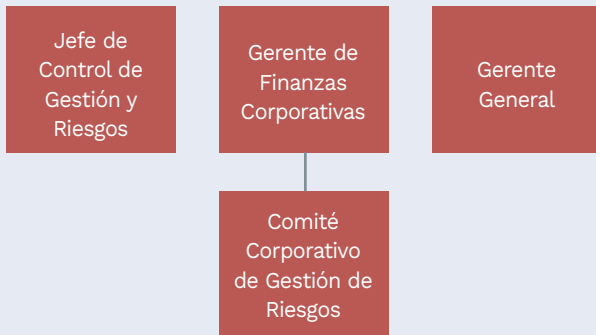 Jefe de
Control de
Gestión y
Riesgos
Gerente de
Finanzas
Corporativas
Gerente
General
Comité
Corporativo
de Gestión de
Riesgos